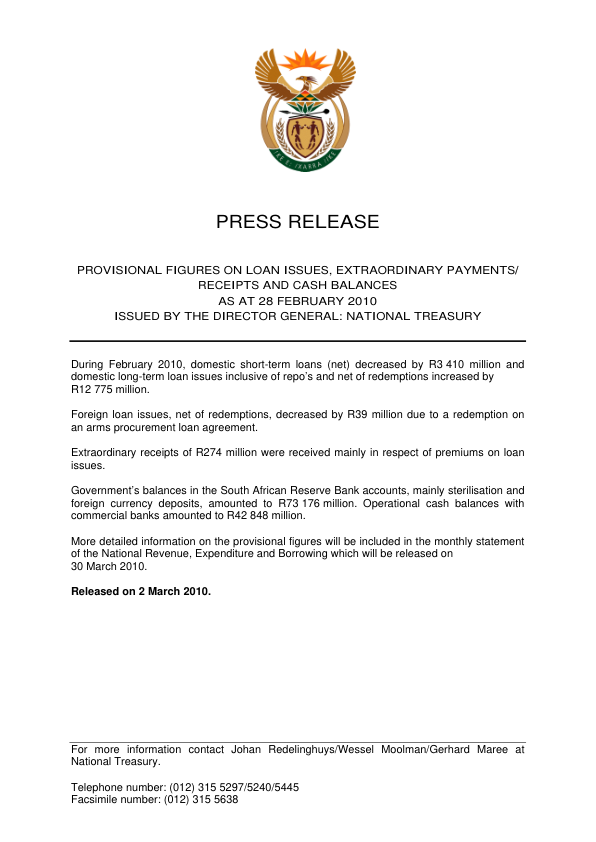 !KE E: /XARRA //KE
PRESS RELEASE
PROVISIONAL FIGURES ON LOAN ISSUES, EXTRAORDINARY PAYMENTS/
RECEIPTS AND CASH BALANCES
AS AT 28 FEBRUARY 2010
ISSUED BY THE DIRECTOR GENERAL: NATIONAL TREASURY
During February 2010, domestic short-term loans (net) decreased by R3 410 million and
domestic long-term loan issues inclusive of repo's and net of redemptions increased by
R12 775 million.
Foreign loan issues, net of redemptions, decreased by R39 million due to a redemption on
an arms procurement loan agreement.
Extraordinary receipts of R274 million were received mainly in respect of premiums on loan
issues.
Government's balances in the South African Reserve Bank accounts, mainly sterilisation and
foreign currency deposits, amounted to R73 176 million. Operational cash balances with
commercial banks amounted to R42 848 million.
More detailed information on the provisional figures will be included in the monthly statement
of the National Revenue, Expenditure and Borrowing which will be released on
30 March 2010.
Released on 2 March 2010.
For more information contact Johan Redelinghuys/Wessel Moolman/Gerhard Maree at
National Treasury.
Telephone number: (012) 315 5297/5240/5445
Facsimile number: (012) 315 5638